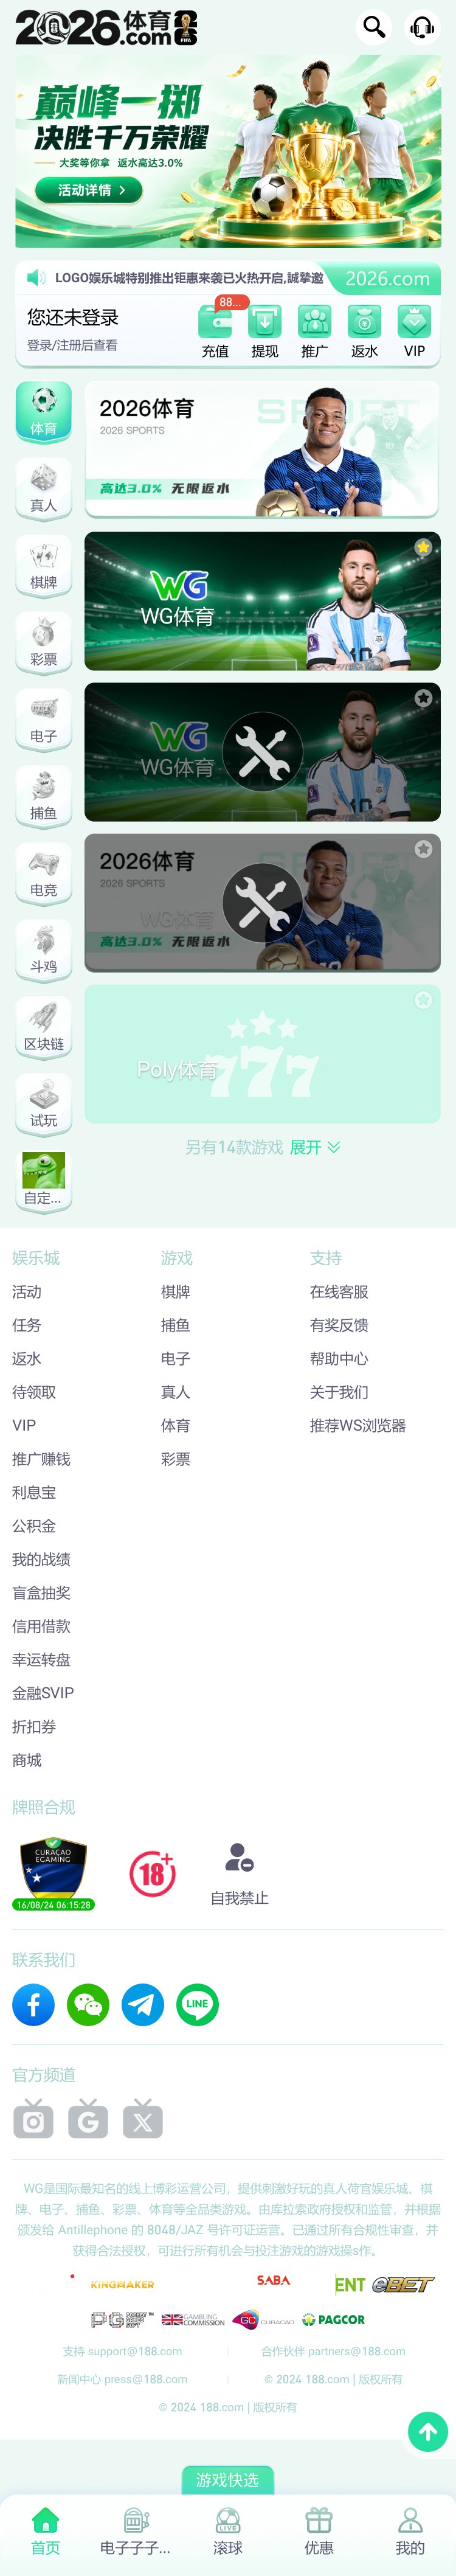 2026体育.com
FIFA
巅峰一掷
决胜千万荣耀
大奖等你拿 返水高达3.0%
活动详情
LOGO娱乐城特别推出钜惠来袭已火热开启,誠摯邀
2026.com
您还未登录
登录/注册后查看
88...
充值
提现
推广
返水
VIP
体育
真人
棋牌
彩票
电子
捕鱼
电竞
斗鸡
区块链
试玩
自定...
2026体育
2026 SPORTS
SPORT
高达3.0% 无限返水
WG
WG体育
WG
WG体育
2026体育
2026 SPORTS
WG体育
高达3.0% 无限返水
777
Poly体育
另有14款游戏 展开
娱乐城
活动
任务
返水
待领取
VIP
推广赚钱
利息宝
公积金
我的战绩
盲盒抽奖
信用借款
幸运转盘
金融SVIP
折扣券
商城
游戏
棋牌
捕鱼
电子
真人
体育
彩票
支持
在线客服
有奖反馈
帮助中心
关于我们
推荐WS浏览器
牌照合规
CURAÇAO
EGAMING
16/08/24 06:15:28
18+
自我禁止
联系我们
LINE
官方频道
WG是国际最知名的线上博彩运营公司，提供刺激好玩的真人荷官娱乐城、棋
牌、电子、捕鱼、彩票、体育等全品类游戏。由库拉索政府授权和监管，并根据
颁发给 Antillephone 的 8048/JAZ 号许可证运营。已通过所有合规性审查，并
获得合法授权，可进行所有机会与投注游戏的游戏操s作。
KINGMAKER
SABA
ENT
eBET
PG POCKET GAMES SOFT
GAMBLING COMMISSION
GC CURACAO
PAGCOR
支持 support@188.com
合作伙伴 partners@188.com
新闻中心 press@188.com
© 2024 188.com | 版权所有
© 2024 188.com | 版权所有
游戏快选
首页
电子子子...
LIVE
滚球
优惠
我的